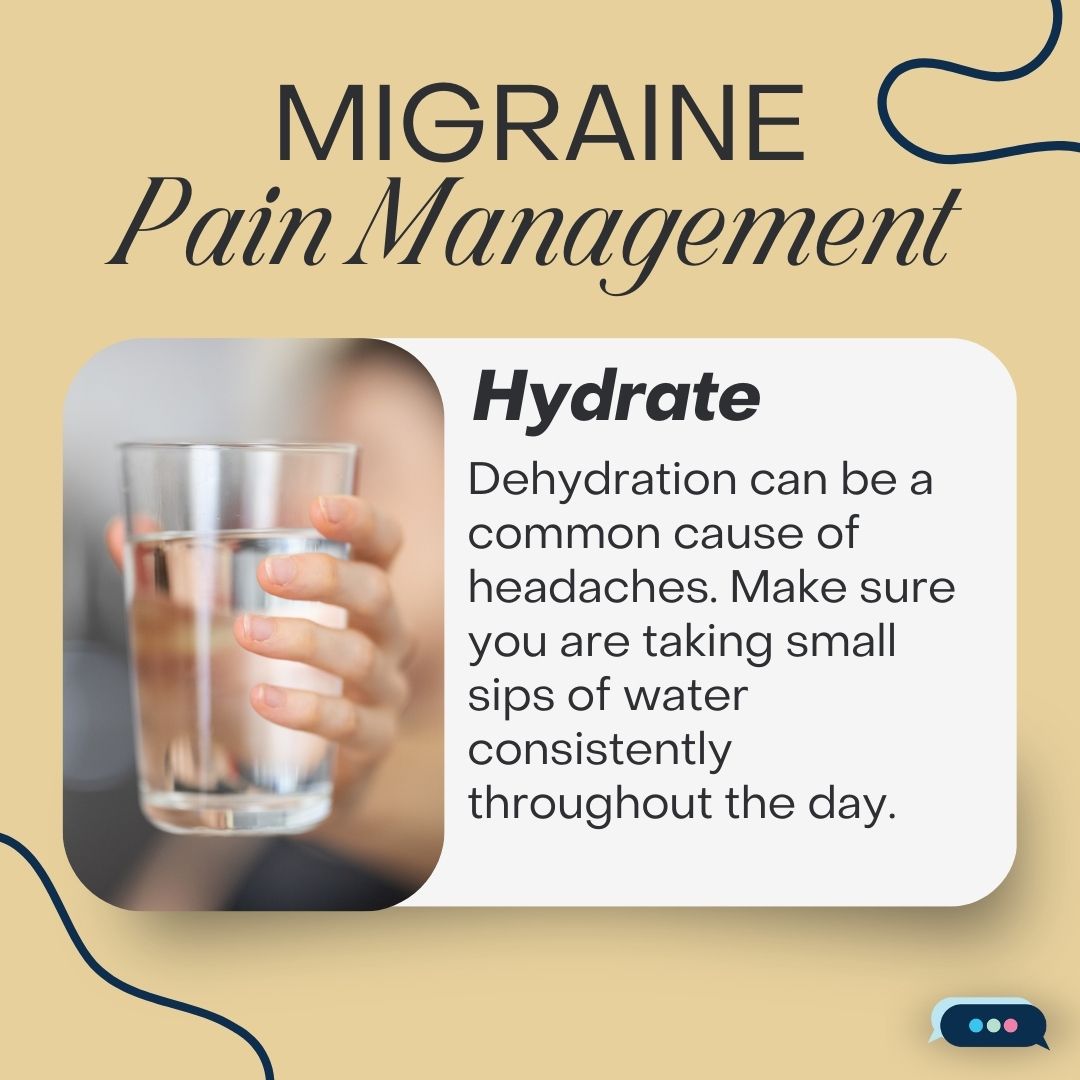 MIGRAINE
Pain Management
Hydrate
Dehydration can be a
common cause of
headaches. Make sure
you are taking small
sips of water
consistently
throughout the day.